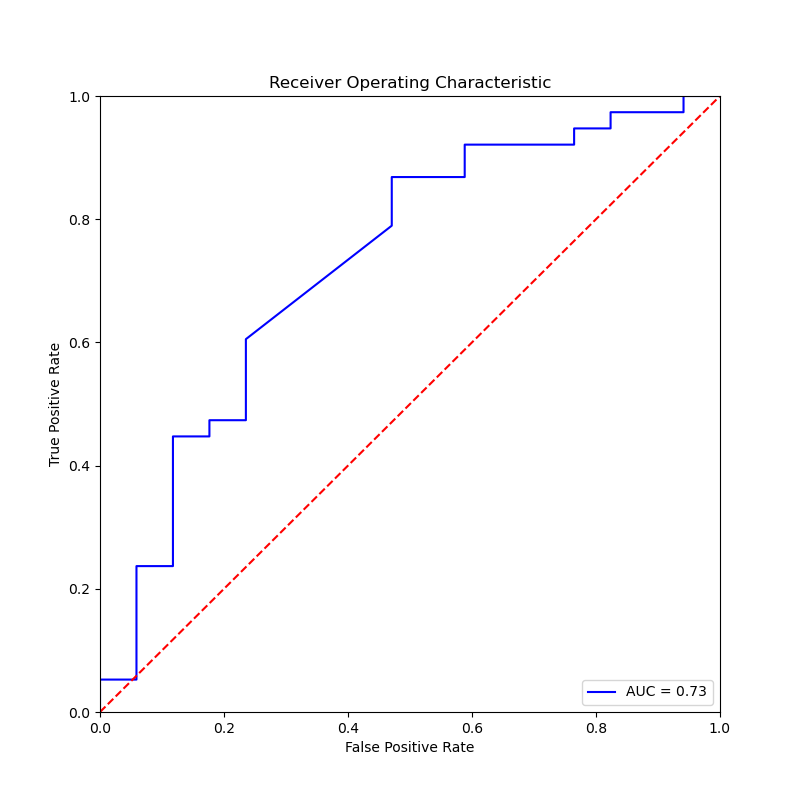 Receiver Operating Characteristic
1.0
0.8
0.6
0.4
0.2
0.0
True Positive Rate
AUC = 0.73
0.0 0.2 0.4 0.6 0.8 1.0
False Positive Rate